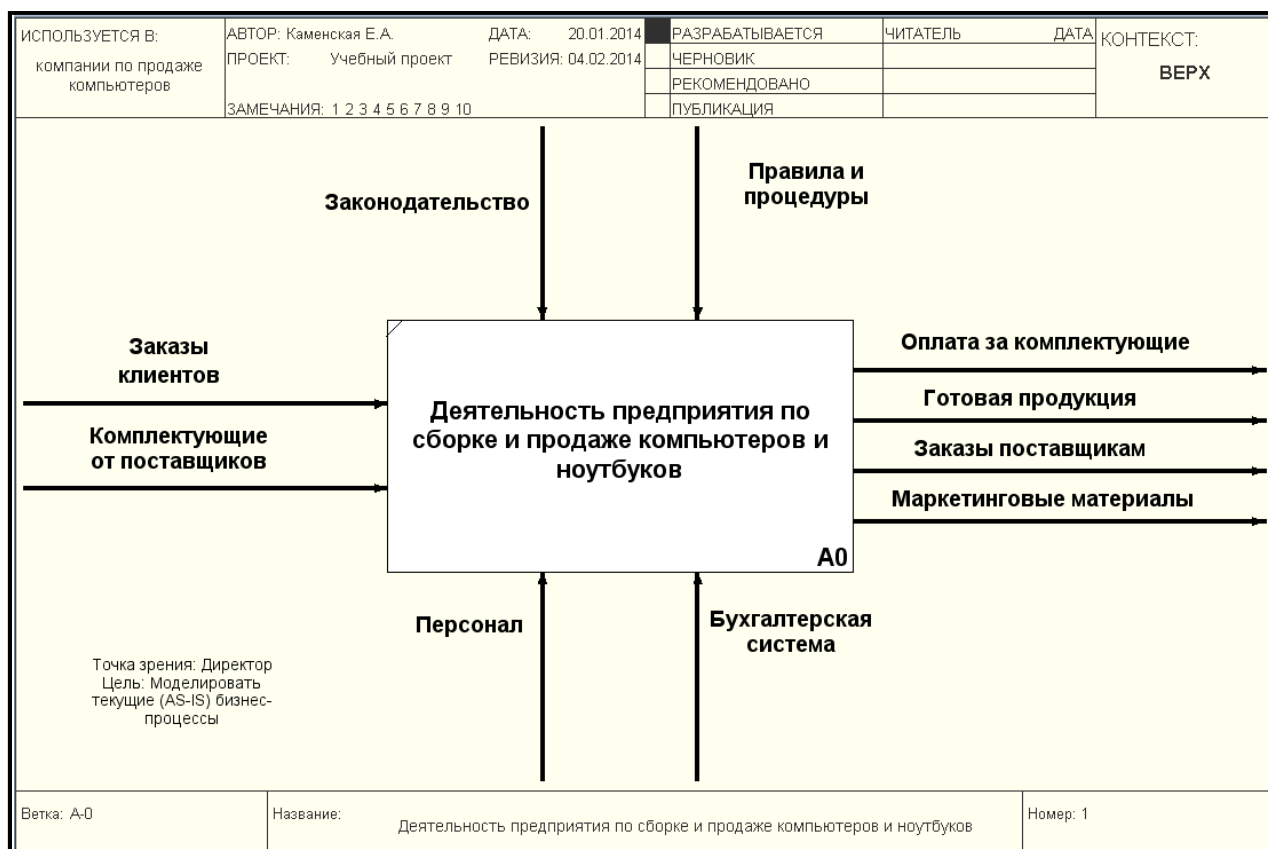 ИСПОЛЬЗУЕТСЯ В:
компании по продаже
компьютеров
АВТОР: Каменская Е.А.
ДАТА: 20.01.2014
ПРОЕКТ: Учебный проект
РЕВИЗИЯ: 04.02.2014
ЗАМЕЧАНИЯ: 1 2 3 4 5 6 7 8 9 10
РАЗРАБАТЫВАЕТСЯ
ЧЕРНОВИК
РЕКОМЕНДОВАНО
ПУБЛИКАЦИЯ
ЧИТАТЕЛЬ
ДАТА
КОНТЕКСТ:
ВЕРХ
Законодательство
Правила и
процедуры
Заказы
клиентов
Комплектующие
от поставщиков
Деятельность предприятия по
сборке и продаже компьютеров и
ноутбуков
A0
Оплата за комплектующие
Готовая продукция
Заказы поставщикам
Маркетинговые материалы
Персонал
Бухгалтерская
система
Точка зрения: Директор
Цель: Моделировать
текущие (AS-IS) бизнес-
процессы
Ветка: A-0
Название:
Деятельность предприятия по сборке и продаже компьютеров и ноутбуков
Номер: 1